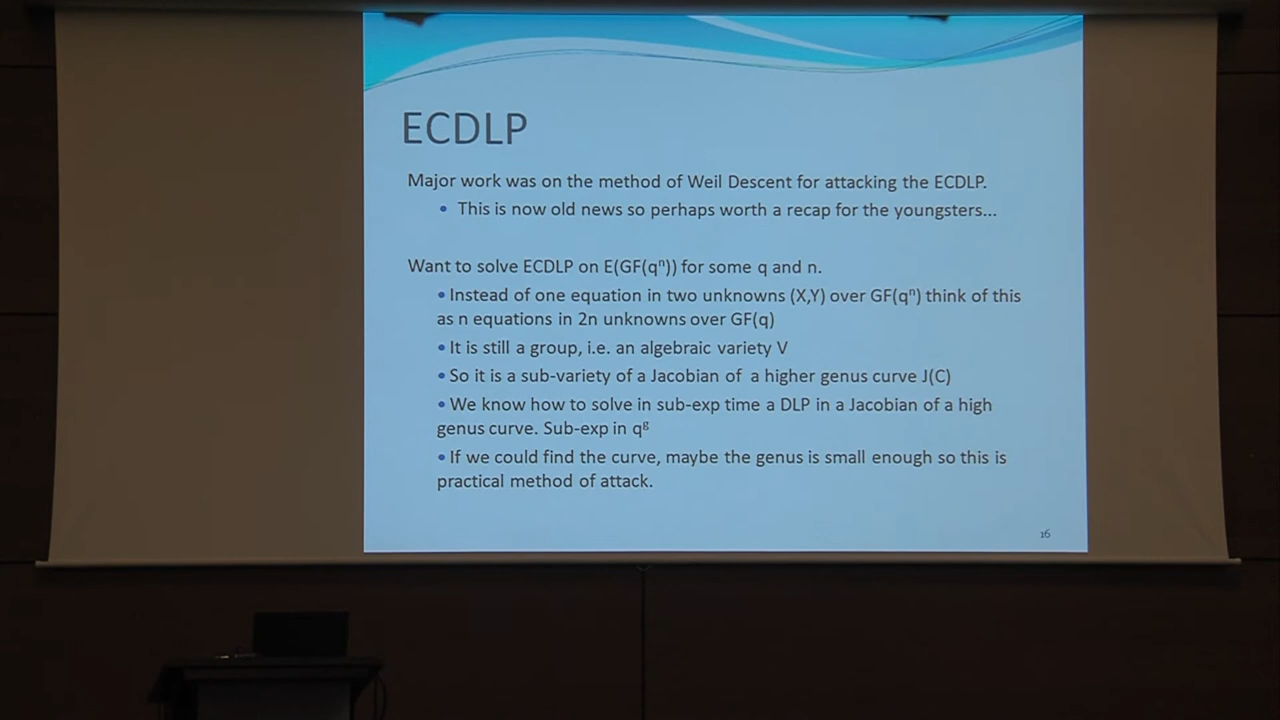 ECDLP
Major work was on the method of Weil Descent for attacking the ECDLP.
• This is now old news so perhaps worth a recap for the youngsters...
Want to solve ECDLP on E(GF(qⁿ)) for some q and n.
• Instead of one equation in two unknowns (X,Y) over GF(qⁿ) think of this
as n equations in 2n unknowns over GF(q)
• It is still a group, i.e. an algebraic variety V
• So it is a sub-variety of a Jacobian of a higher genus curve J(C)
• We know how to solve in sub-exp time a DLP in a Jacobian of a high
genus curve. Sub-exp in qᵍ
• If we could find the curve, maybe the genus is small enough so this is
practical method of attack.
16